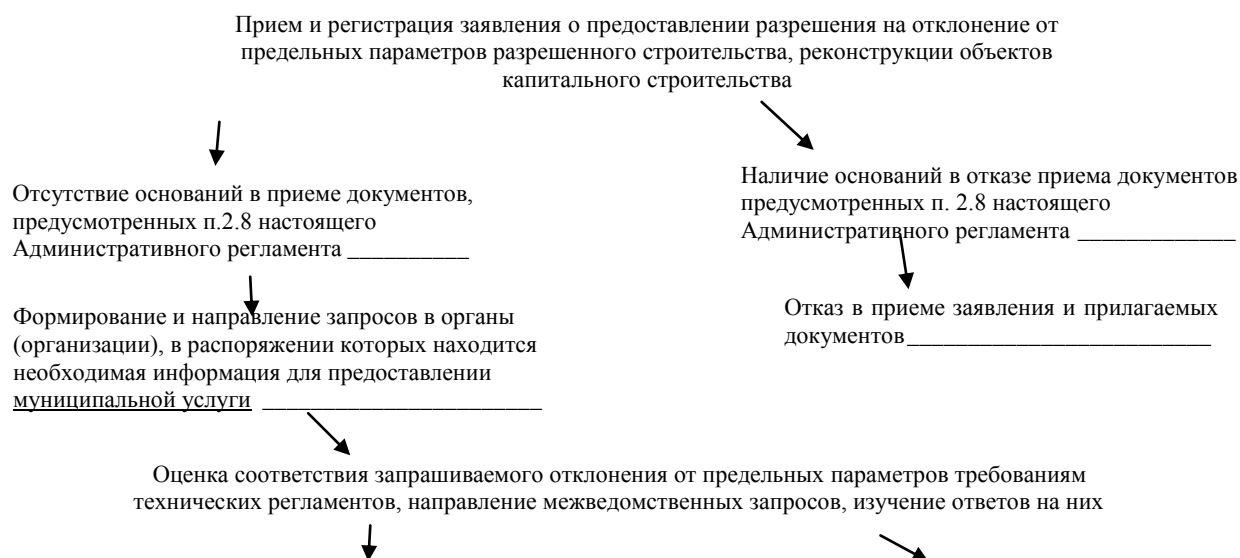 Прием и регистрация заявления о предоставлении разрешения на отклонение от
предельных параметров разрешенного строительства, реконструкции объектов
капитального строительства
Отсутствие оснований в приеме документов,
предусмотренных п.2.8 настоящего
Административного регламента __________
Наличие оснований в отказе приема документов
предусмотренных п. 2.8 настоящего
Административного регламента _____________
Формирование и направление запросов в органы
(организации), в распоряжении которых находится
необходимая информация для предоставлении
муниципальной услуги _______________________
Отказ в приеме заявления и прилагаемых
документов_________________________
Оценка соответствия запрашиваемого отклонения от предельных параметров требованиям
технических регламентов, направление межведомственных запросов, изучение ответов на них